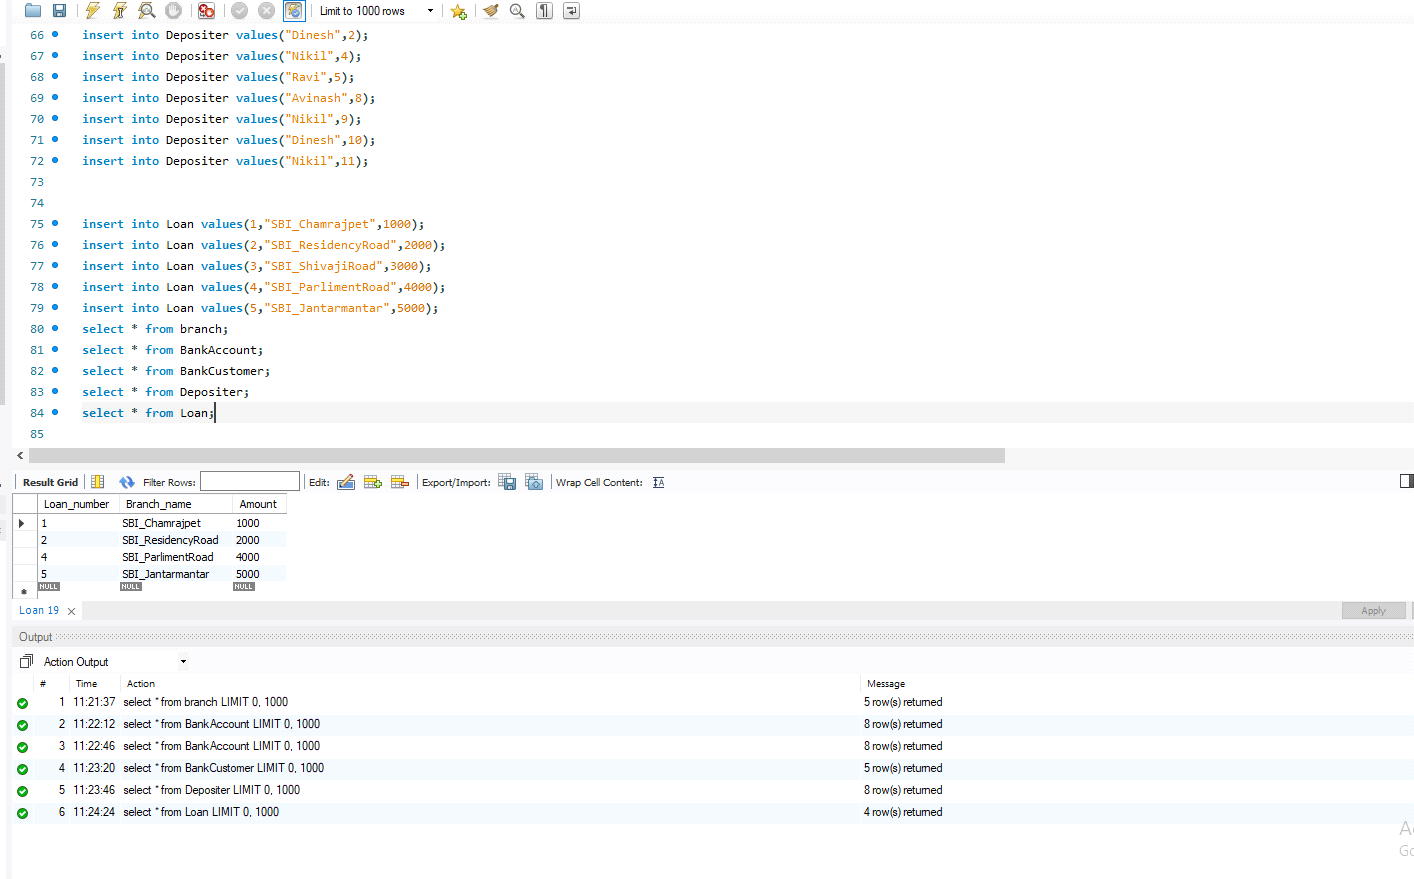 Limit to 1000 rows
66 insert into Depositer values("Dinesh",2);
67 insert into Depositer values("Nikil",4);
68 insert into Depositer values("Ravi",5);
69 insert into Depositer values("Avinash",8);
70 insert into Depositer values("Nikil",9);
71 insert into Depositer values("Dinesh",10);
72 insert into Depositer values("Nikil",11);
73
74
75 insert into Loan values(1,"SBI_Chamrajpet",1000);
76 insert into Loan values(2,"SBI_ResidencyRoad",2000);
77 insert into Loan values(3,"SBI_ShivajiRoad",3000);
78 insert into Loan values(4,"SBI_ParlimentRoad",4000);
79 insert into Loan values(5,"SBI_Jantarmantar",5000);
80 select * from branch;
81 select * from BankAccount;
82 select * from BankCustomer;
83 select * from Depositer;
84 select * from Loan;
85
Result Grid Filter Rows: Edit: Export/Import: Wrap Cell Content:
Loan_number Branch_name Amount
1 SBI_Chamrajpet 1000
2 SBI_ResidencyRoad 2000
4 SBI_ParlimentRoad 4000
5 SBI_Jantarmantar 5000
NULL NULL NULL
Loan 19 Apply
Output
Action Output
# Time Action Message
1 11:21:37 select * from branch LIMIT 0, 1000 5 row(s) returned
2 11:22:12 select * from BankAccount LIMIT 0, 1000 8 row(s) returned
3 11:22:46 select * from BankAccount LIMIT 0, 1000 8 row(s) returned
4 11:23:20 select * from BankCustomer LIMIT 0, 1000 5 row(s) returned
5 11:23:46 select * from Depositer LIMIT 0, 1000 8 row(s) returned
6 11:24:24 select * from Loan LIMIT 0, 1000 4 row(s) returned